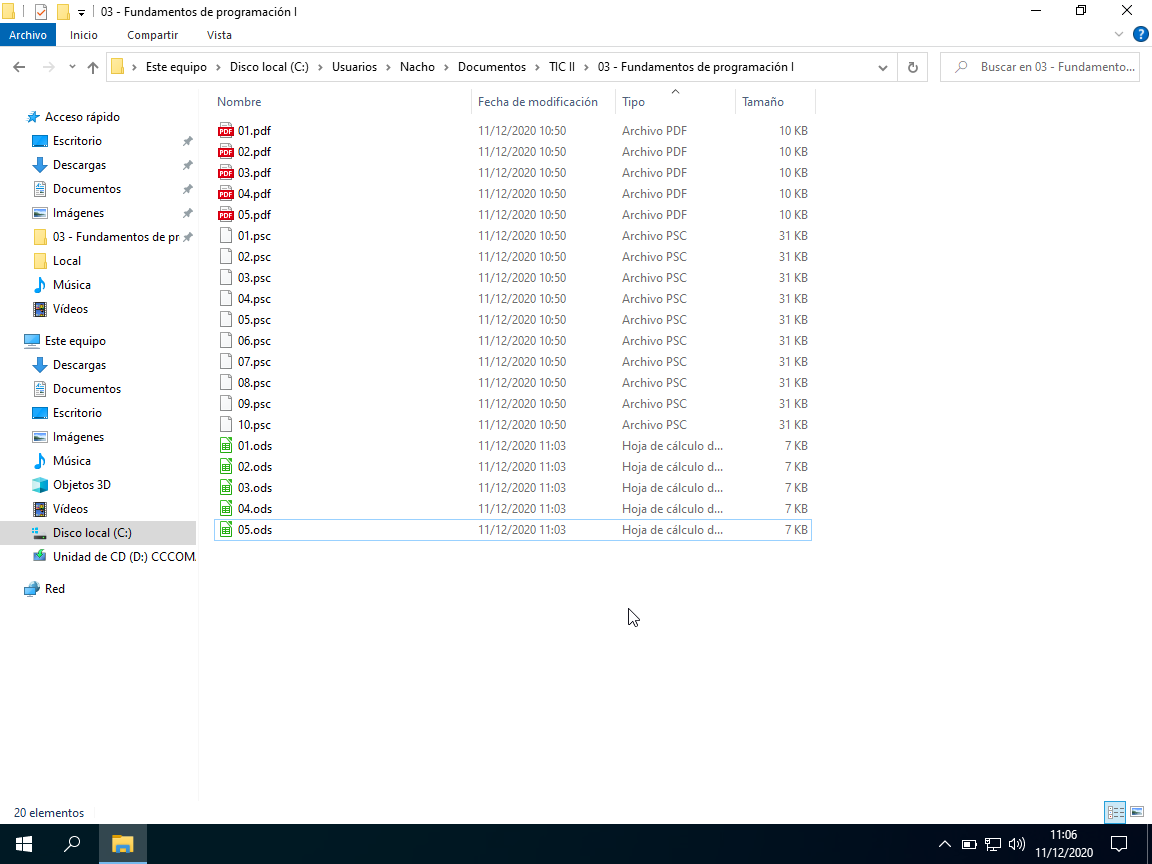 03 - Fundamentos de programación I
Archivo Inicio Compartir Vista
Este equipo Disco local (C:) Usuarios Nacho Documentos TIC II 03 - Fundamentos de programación I
Buscar en 03 - Fundamento...
Acceso rápido
Escritorio
Descargas
Documentos
Imágenes
03 - Fundamentos de pr
Local
Música
Vídeos
Este equipo
Descargas
Documentos
Escritorio
Imágenes
Música
Objetos 3D
Vídeos
Disco local (C:)
Unidad de CD (D:) CCCOM
Red
Nombre Fecha de modificación Tipo Tamaño
01.pdf 11/12/2020 10:50 Archivo PDF 10 KB
02.pdf 11/12/2020 10:50 Archivo PDF 10 KB
03.pdf 11/12/2020 10:50 Archivo PDF 10 KB
04.pdf 11/12/2020 10:50 Archivo PDF 10 KB
05.pdf 11/12/2020 10:50 Archivo PDF 10 KB
01.psc 11/12/2020 10:50 Archivo PSC 31 KB
02.psc 11/12/2020 10:50 Archivo PSC 31 KB
03.psc 11/12/2020 10:50 Archivo PSC 31 KB
04.psc 11/12/2020 10:50 Archivo PSC 31 KB
05.psc 11/12/2020 10:50 Archivo PSC 31 KB
06.psc 11/12/2020 10:50 Archivo PSC 31 KB
07.psc 11/12/2020 10:50 Archivo PSC 31 KB
08.psc 11/12/2020 10:50 Archivo PSC 31 KB
09.psc 11/12/2020 10:50 Archivo PSC 31 KB
10.psc 11/12/2020 10:50 Archivo PSC 31 KB
01.ods 11/12/2020 11:03 Hoja de cálculo d... 7 KB
02.ods 11/12/2020 11:03 Hoja de cálculo d... 7 KB
03.ods 11/12/2020 11:03 Hoja de cálculo d... 7 KB
04.ods 11/12/2020 11:03 Hoja de cálculo d... 7 KB
05.ods 11/12/2020 11:03 Hoja de cálculo d... 7 KB
20 elementos
11:06
11/12/2020